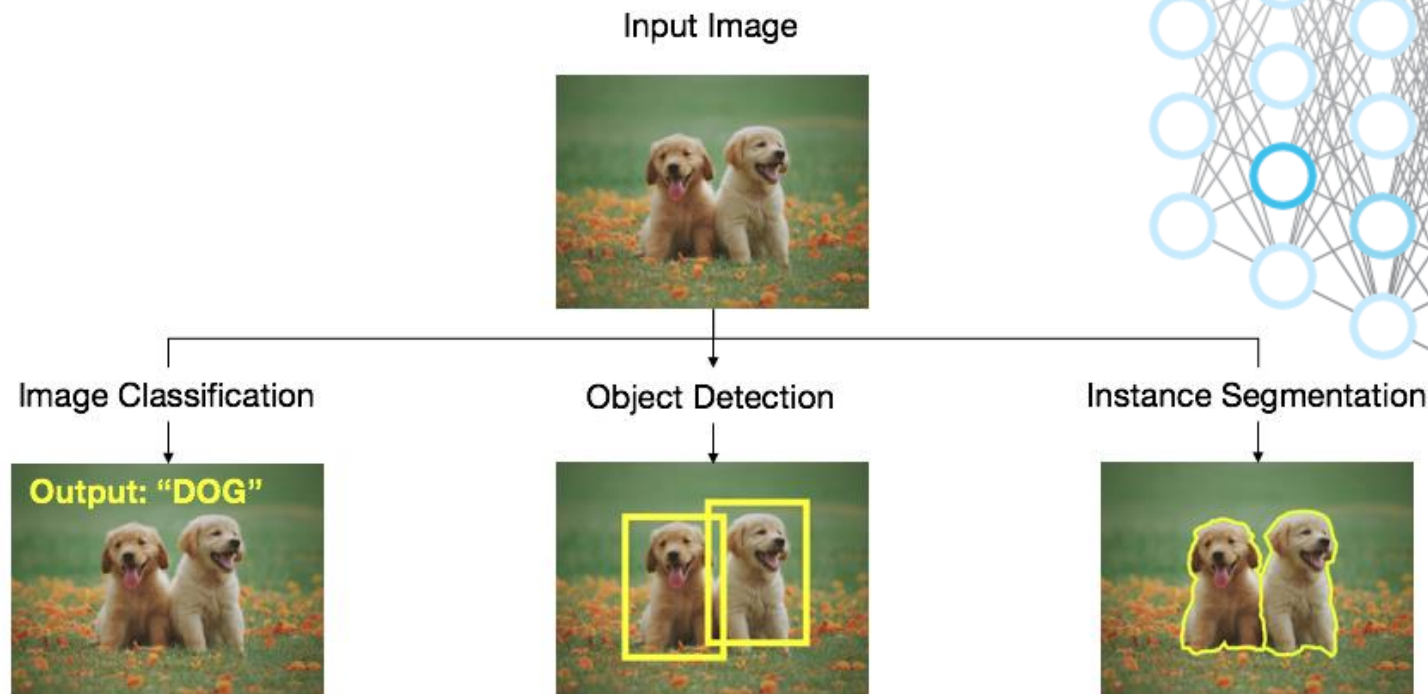 Input Image
Image Classification
Object Detection
Instance Segmentation
Output: “DOG”